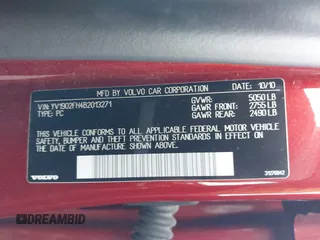 MFD BY VOLVO CAR CORPORATION
10/10
VIN: YV1902FH4B2013271
TYPE: PC
GVWR: 5050 LB
GAWR FRONT: 2755 LB
GAWR REAR: 2490 LB
THIS VEHICLE CONFORMS TO ALL APPLICABLE FEDERAL MOTOR VEHICLE
SAFETY, BUMPER, AND THEFT PREVENTION STANDARDS IN EFFECT ON THE
DATE OF MANUFACTURE SHOWN ABOVE.
VOLVO
DREAMBID